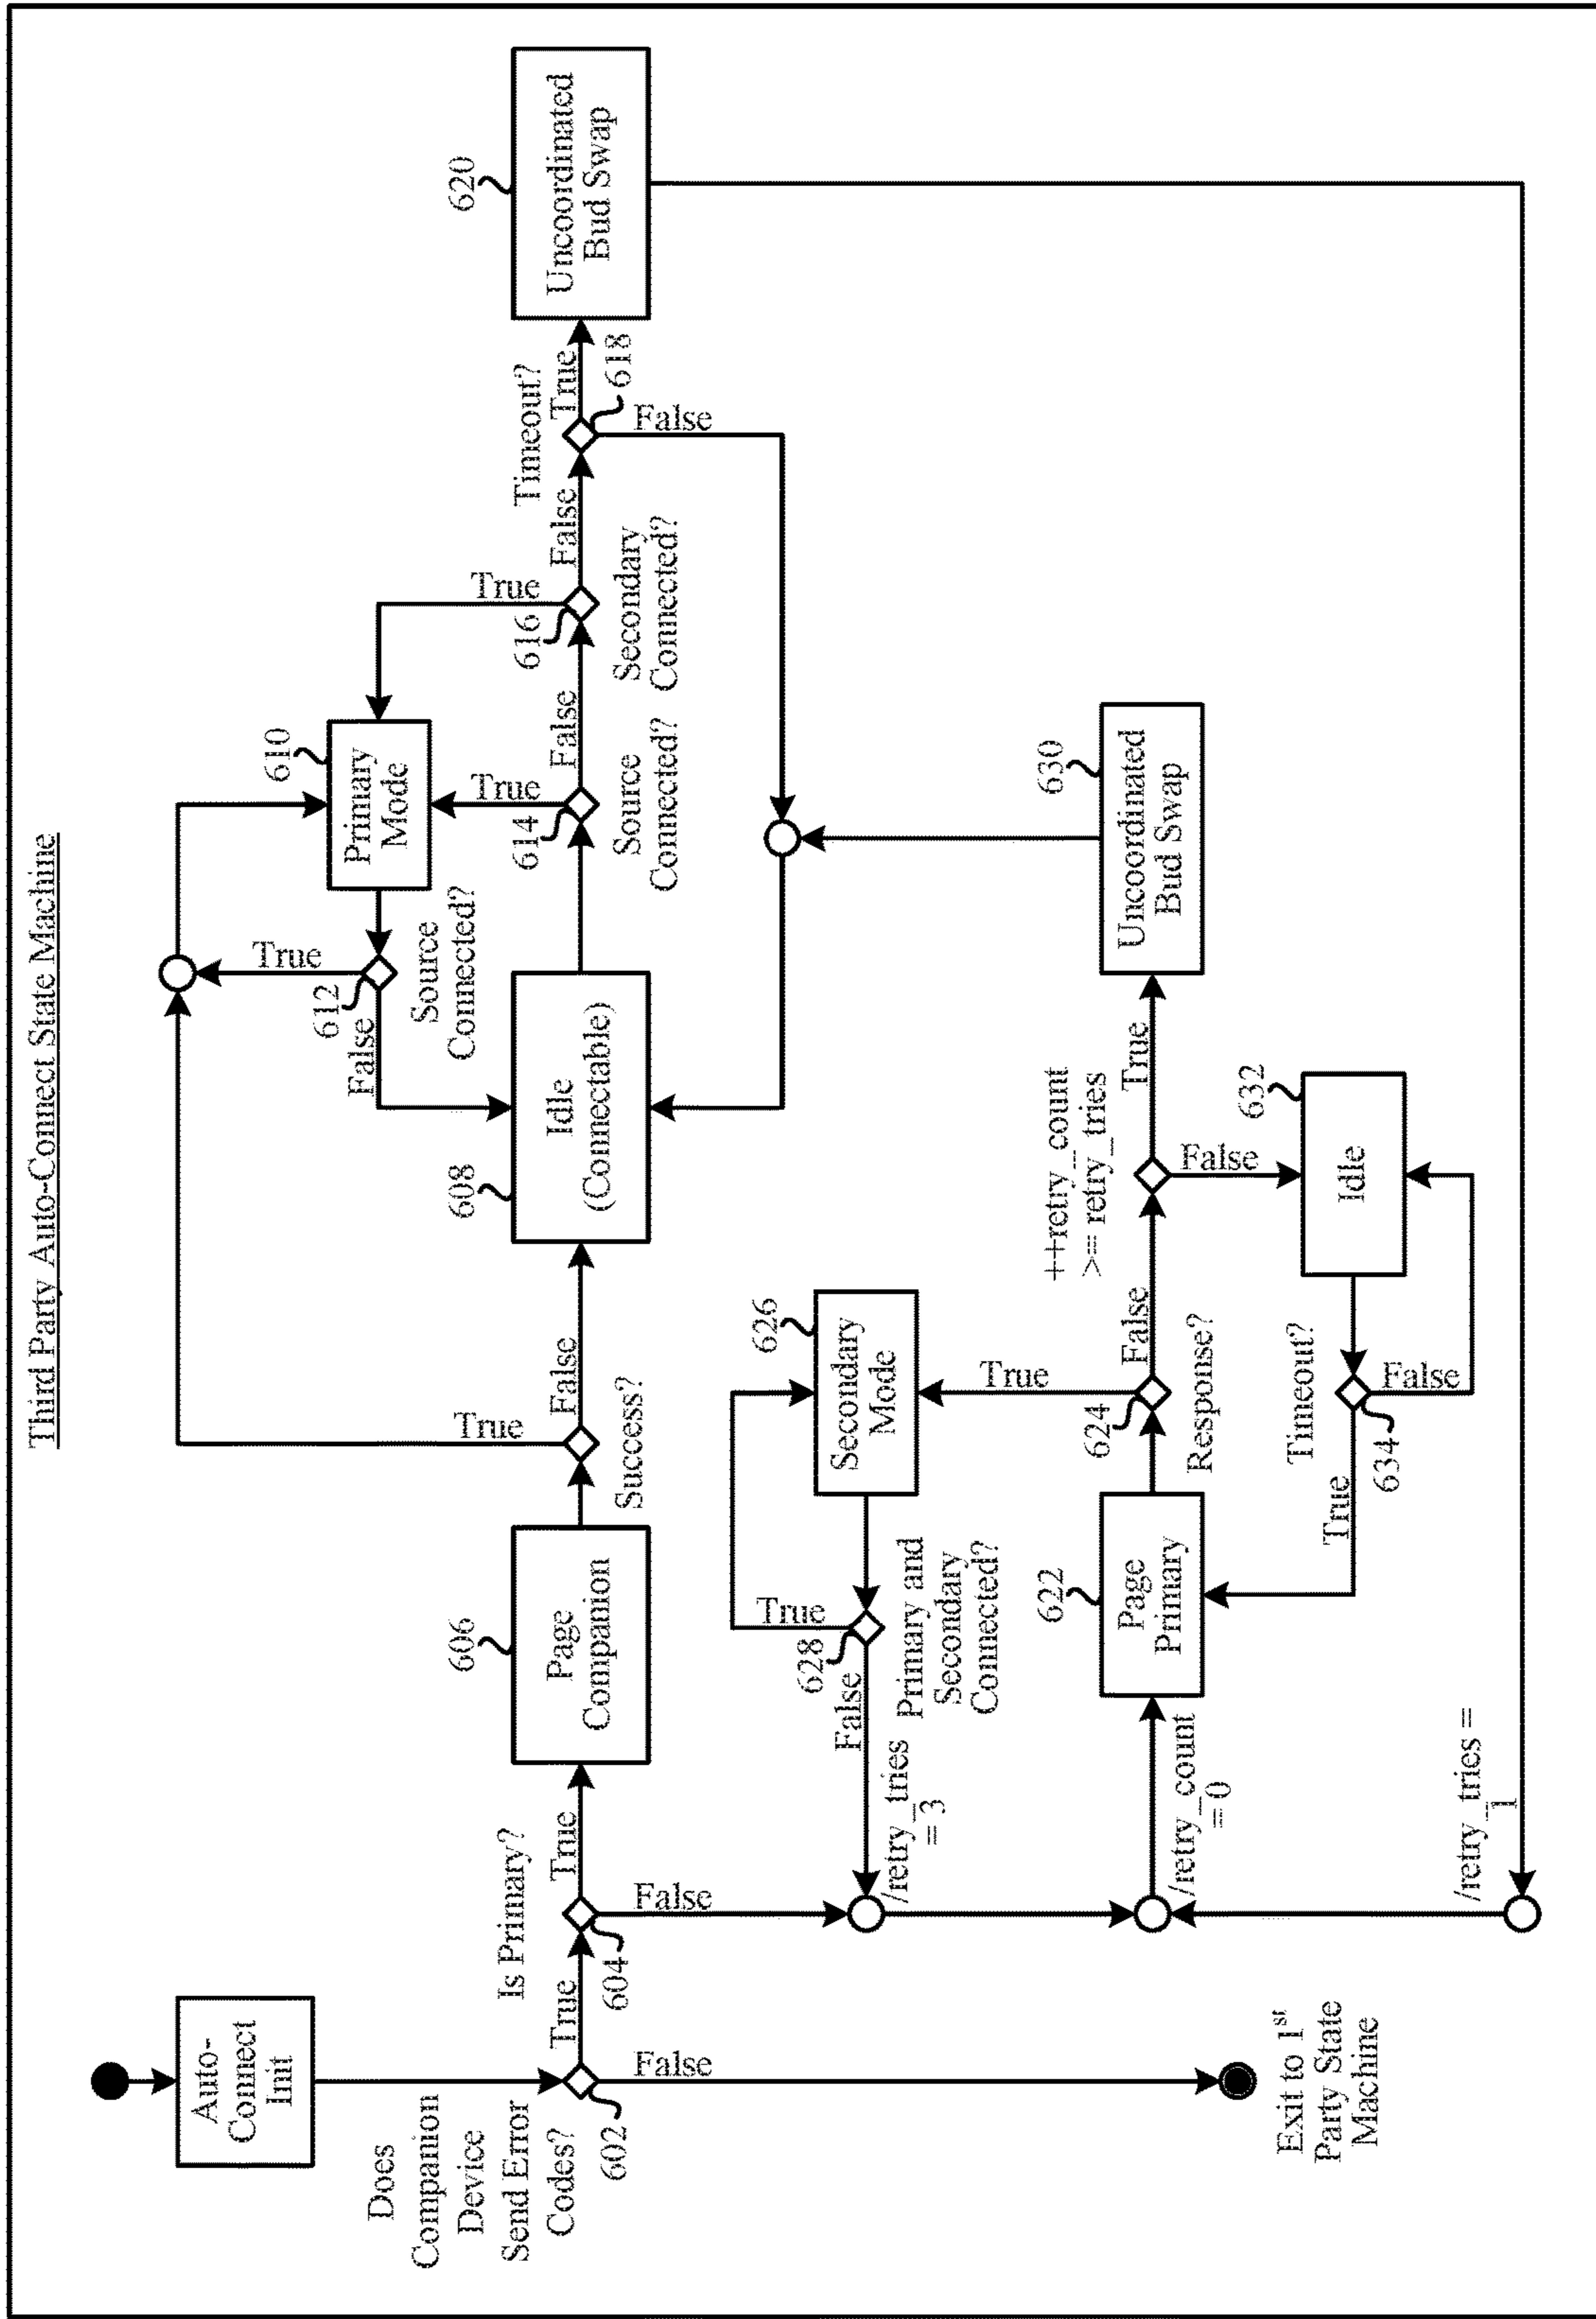 Third Party Auto-Connect State Machine
Auto-
Connect
Init
Does
Companion
Device
Send Error
Codes?
602
True
False
Exit to 1st
Party State
Machine
Is Primary?
604
True
False
606
Page
Companion
Success?
True
False
608
Idle
(Connectable)
610
Primary
Mode
612
True
False
Source
Connected?
614
True
False
Source
Connected?
616
True
False
Secondary
Connected?
Timeout?
True
618
False
620
Uncoordinated
Bud Swap
/retry_tries
= 3
/retry_count
= 0
/retry_tries =
1
622
Page
Primary
624
Response?
True
False
626
Secondary
Mode
628
True
False
Primary and
Secondary
Connected?
++retry_count
>= retry_tries
True
False
630
Uncoordinated
Bud Swap
632
Idle
Timeout?
634
True
False